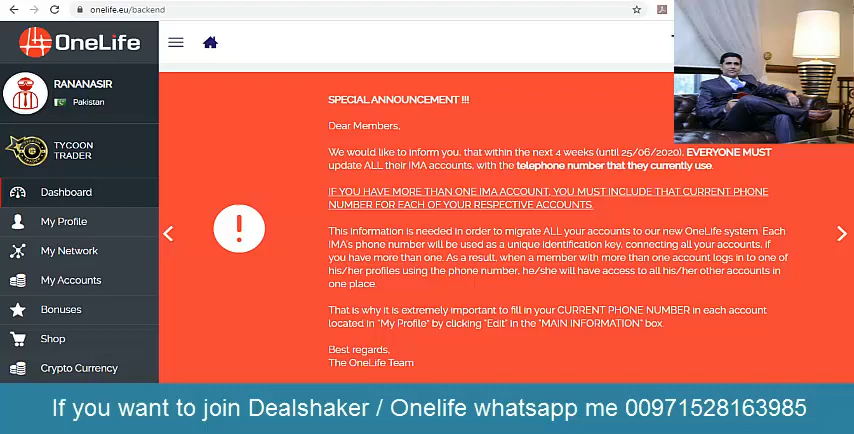 onelife.eu/backend
OneLife
RANANASIR
Pakistan
TYCOON
TRADER
Dashboard
My Profile
My Network
My Accounts
Bonuses
Shop
Crypto Currency
SPECIAL ANNOUNCEMENT !!!
Dear Members,
We would like to inform you, that within the next 4 weeks (until 25/06/2020), EVERYONE MUST
update ALL their IMA accounts, with the telephone number that they currently use.
IF YOU HAVE MORE THAN ONE IMA ACCOUNT, YOU MUST INCLUDE THAT CURRENT PHONE
NUMBER FOR EACH OF YOUR RESPECTIVE ACCOUNTS.
This information is needed in order to migrate ALL your accounts to our new OneLife system. Each
IMA's phone number will be used as a unique identification key, connecting all your accounts, if
you have more than one. As a result, when a member with more than one account logs in to one of
his/her profiles using the phone number, he/she will have access to all his/her other accounts in
one place.
That is why it is extremely important to fill in your CURRENT PHONE NUMBER in each account
located in "My Profile" by clicking "Edit" in the "MAIN INFORMATION" box.
Best regards,
The OneLife Team
If you want to join Dealshaker / Onelife whatsapp me 00971528163985